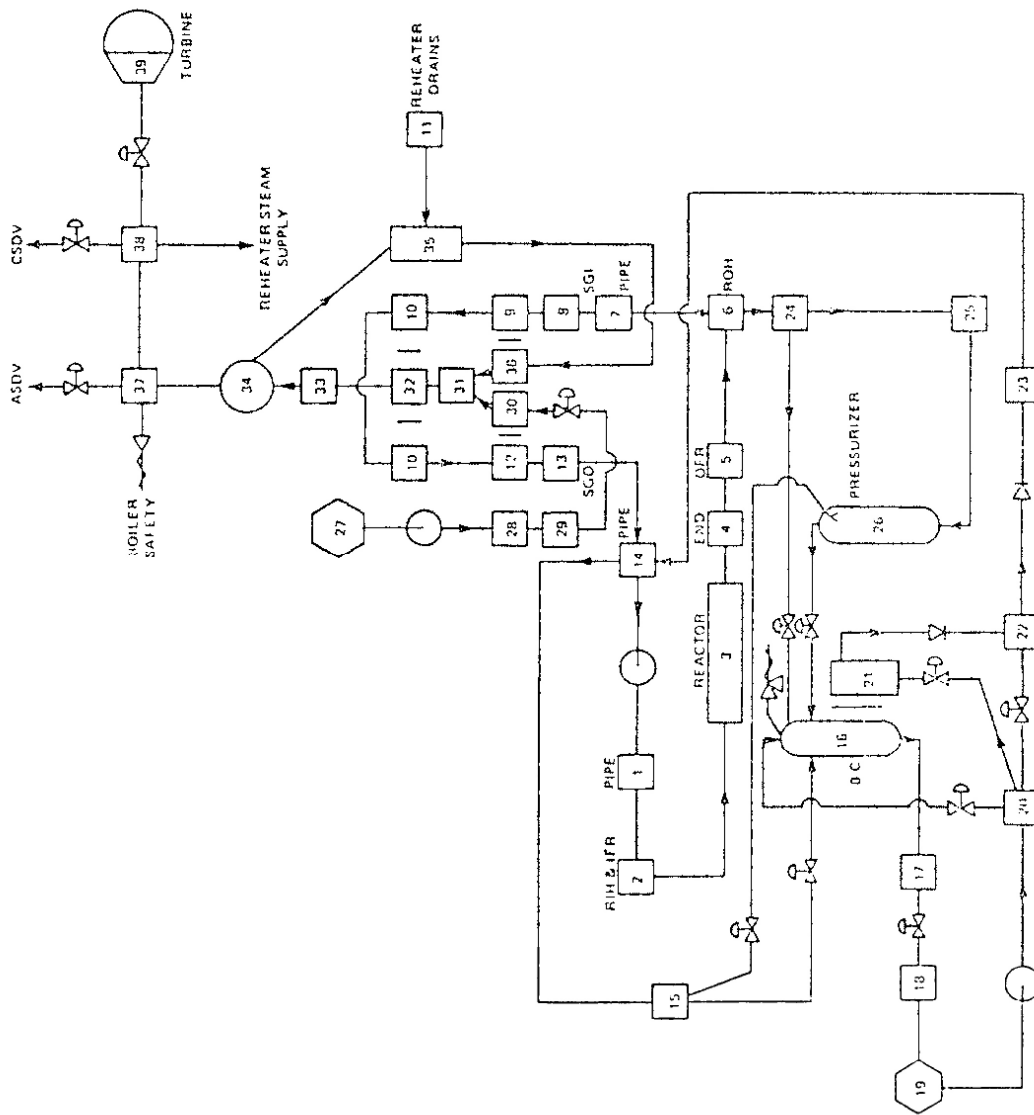 CSDV
ASDV
BOILER
SAFETY
37
38
39
TURBINE
REHEATER STEAM
SUPPLY
34
11
REHEATER
DRAINS
35
33
10
32
10
31
12
30
36
9
13
SGO
8
SGI
7
PIPE
27
28
29
PIPE
14
RIH & IFR
2
PIPE
1
REACTOR
3
END
4
OFR
5
6
ROH
24
25
15
16
21
PRESSURIZER
26
19
18
17
20
22
23